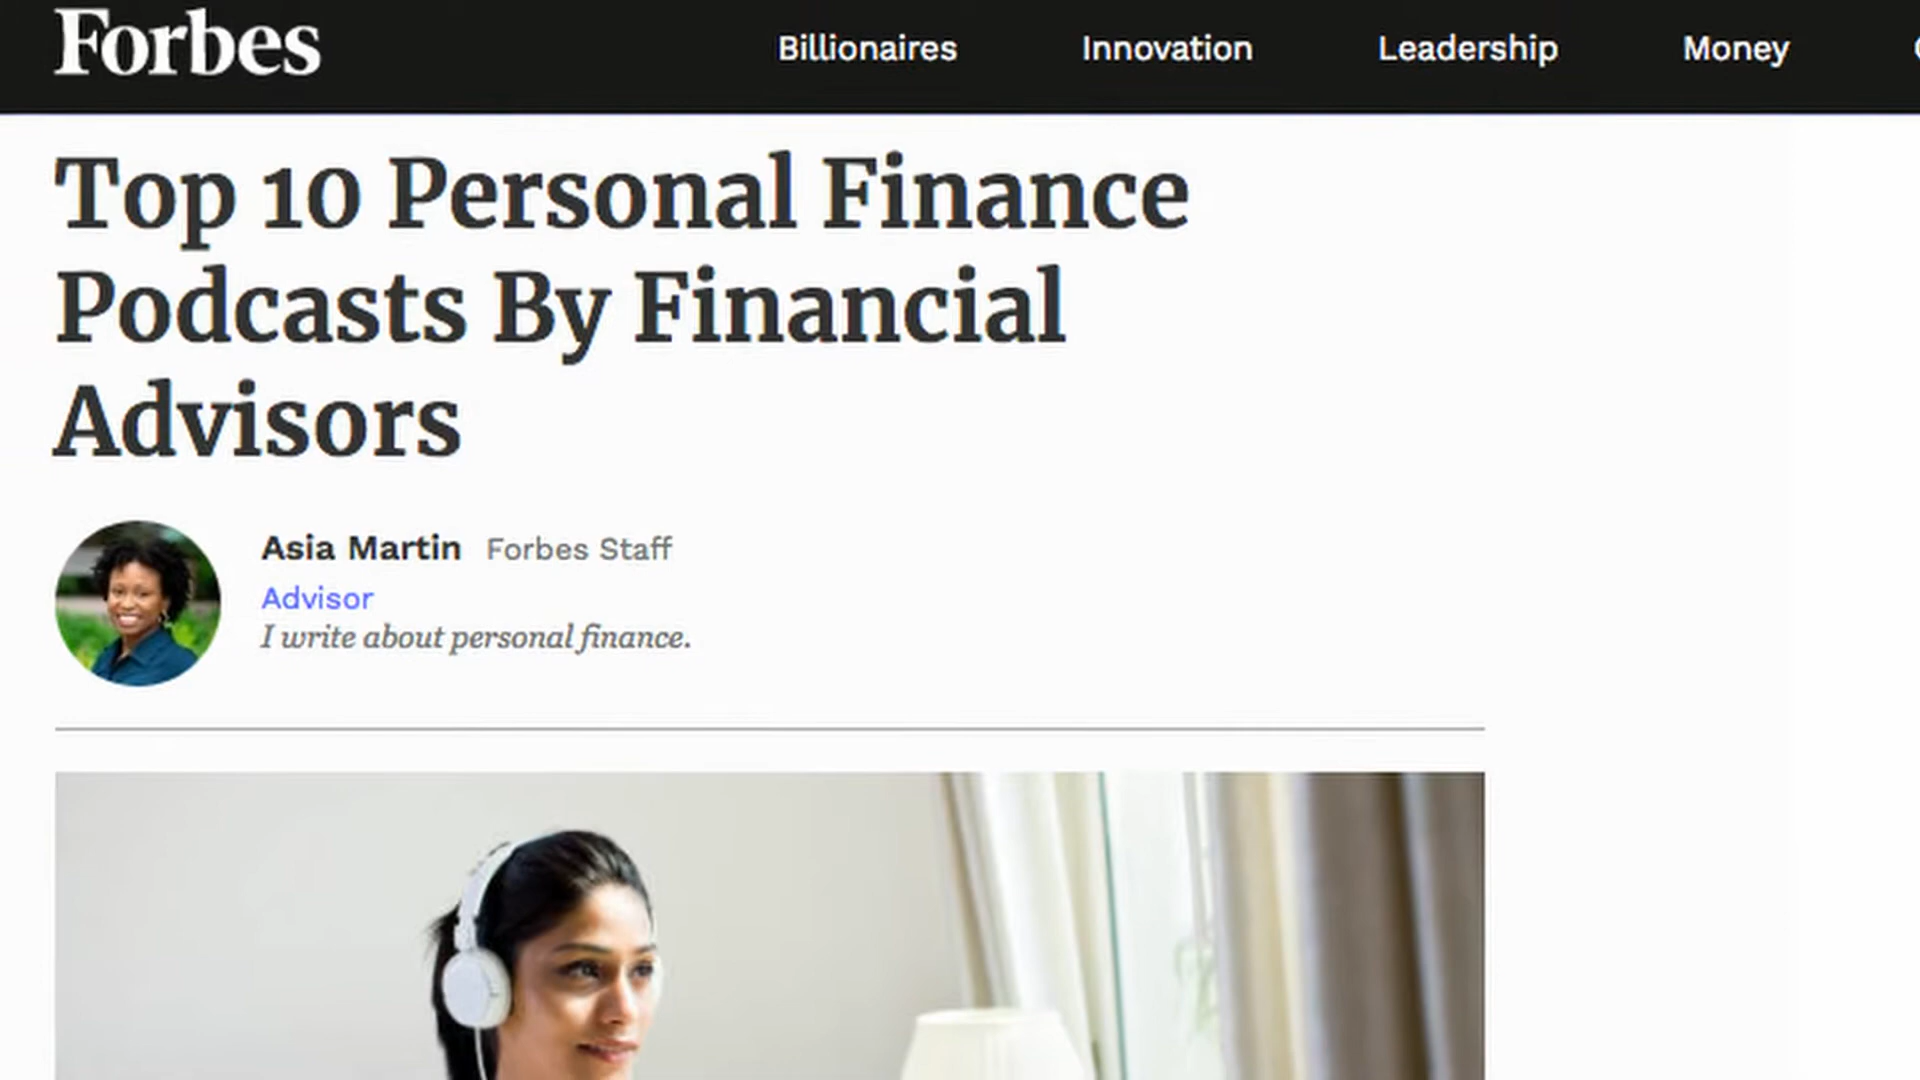 Forbes
Billionaires Innovation Leadership Money
Top 10 Personal Finance
Podcasts By Financial
Advisors
Asia Martin Forbes Staff
Advisor
I write about personal finance.